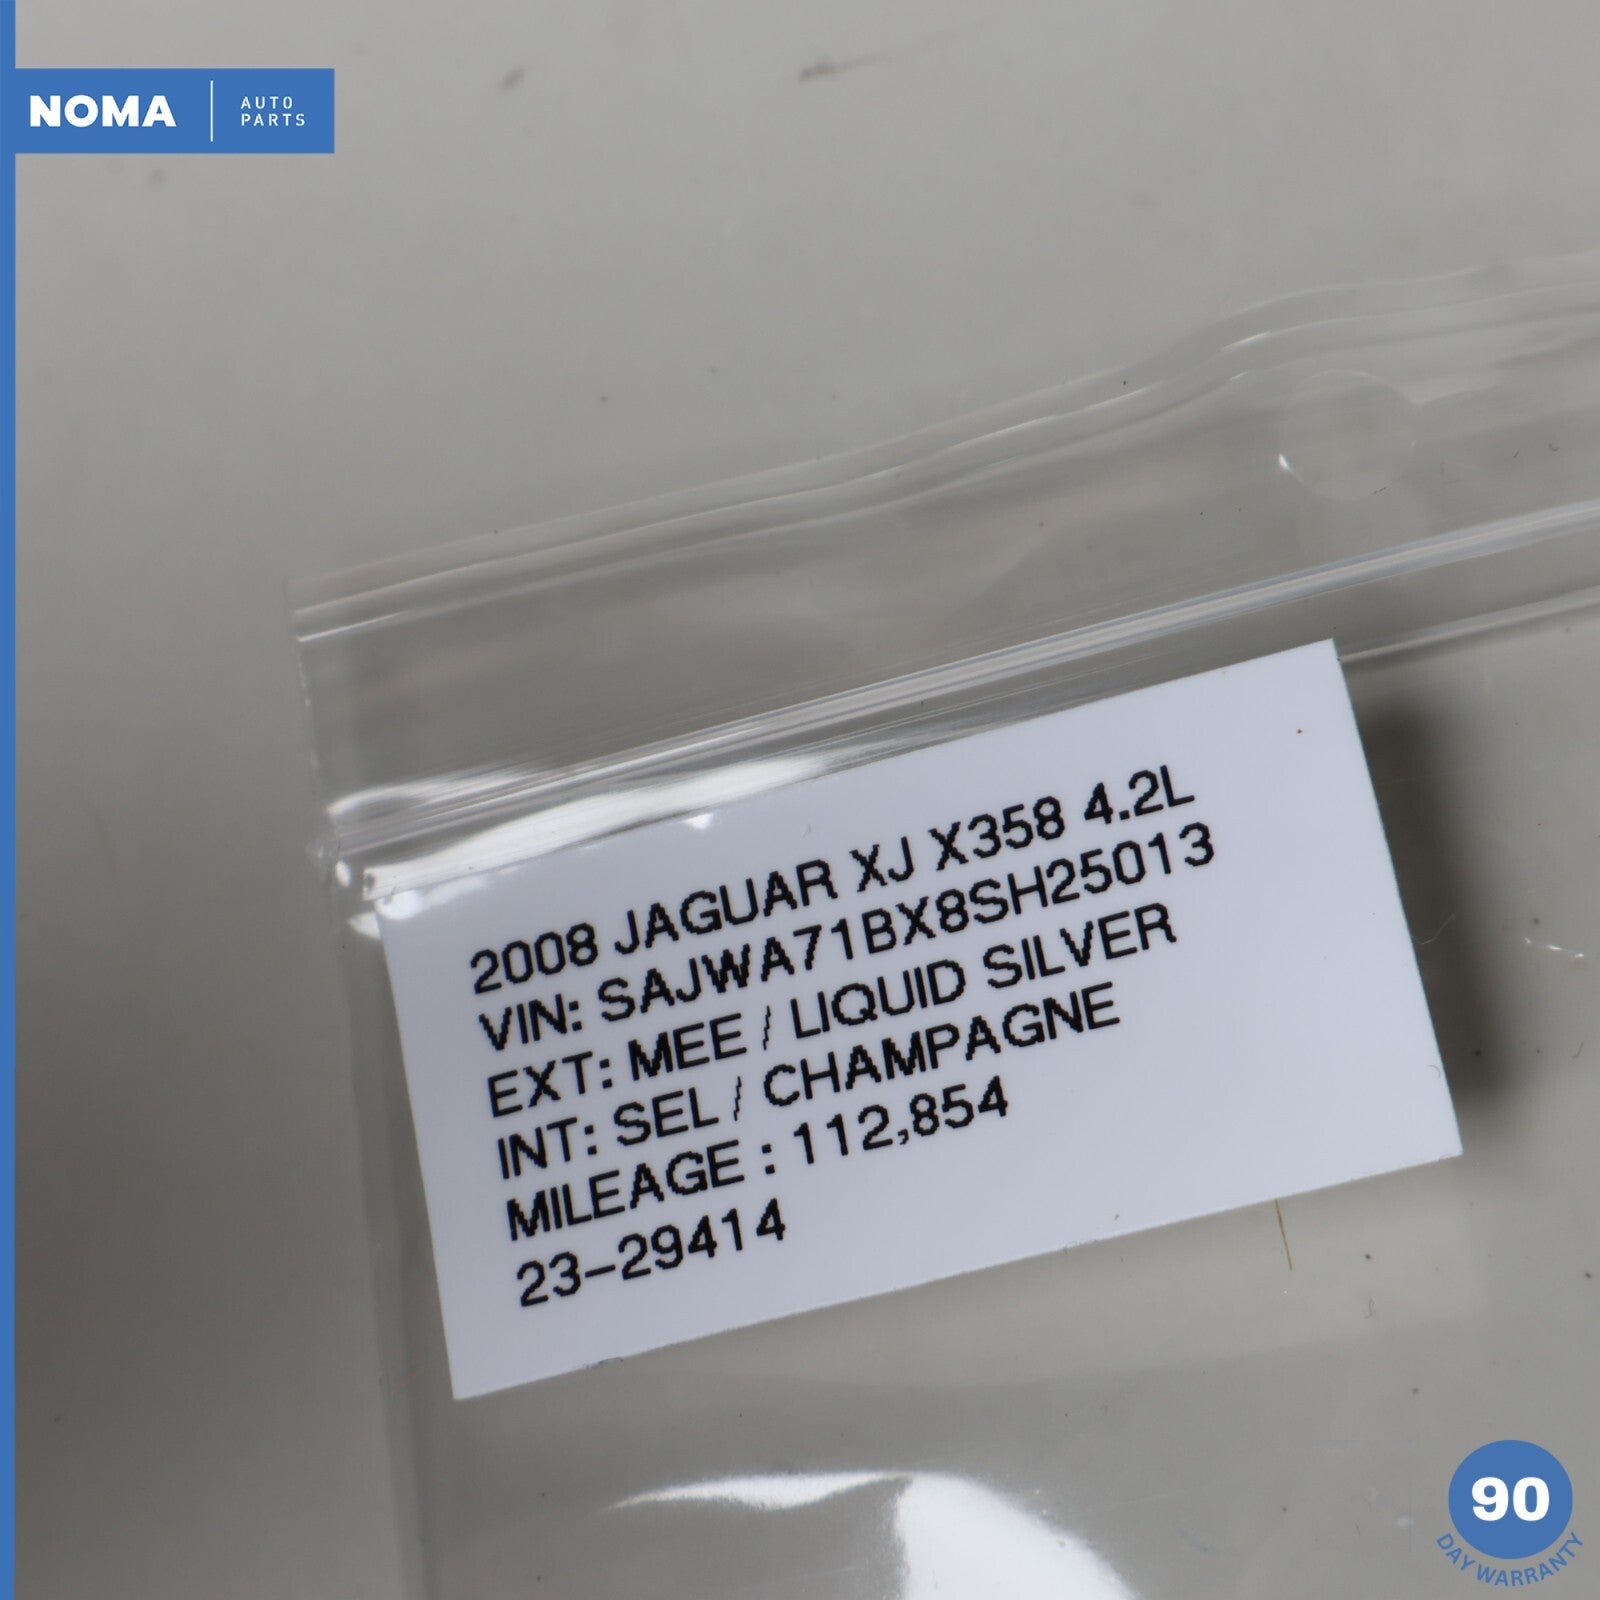 NOMA
AUTO
PARTS
2008 JAGUAR XJ X358 4.2L
VIN: SAJWA71BX8SH25013
EXT: MEE / LIQUID SILVER
INT: SEL / CHAMPAGNE
MILEAGE : 112,854
23-29414
90
DAY WARRANTY